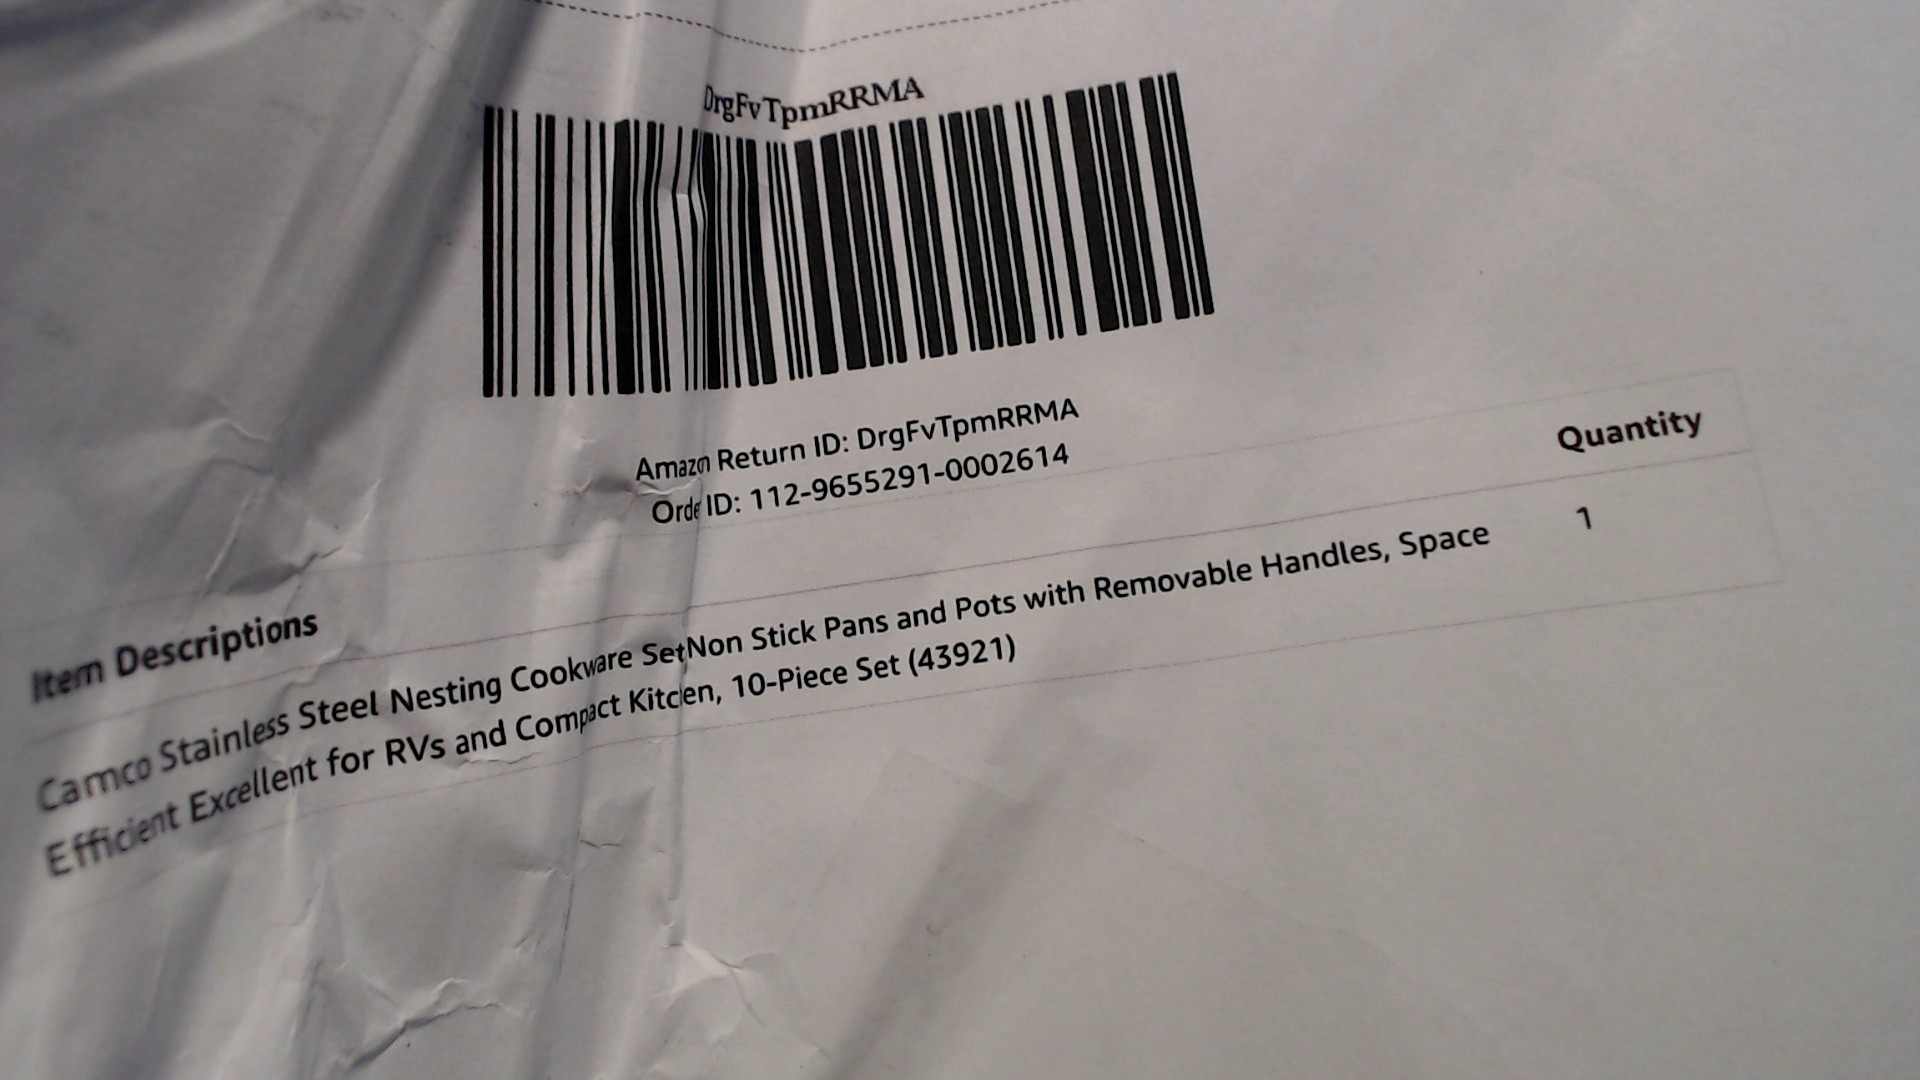 DrgFvTpmRRMA
Amazon Return ID: DrgFvTpmRRMA
Order ID: 112-9655291-0002614
Item Descriptions Quantity
Camco Stainless Steel Nesting Cookware SetNon Stick Pans and Pots with Removable Handles, Space 1
Efficient Excellent for RVs and Compact Kitchen, 10-Piece Set (43921)